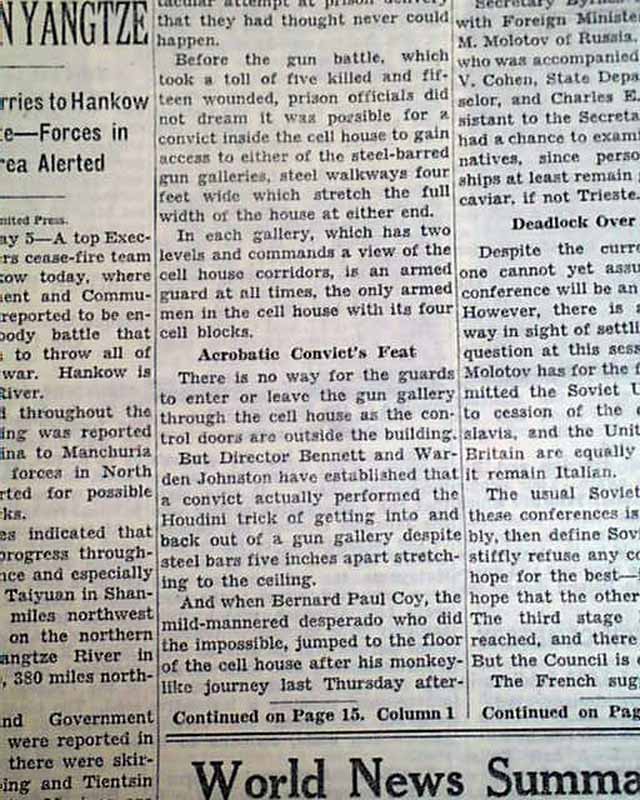 N YANGTZE
rries to Hankow
te—Forces in
rea Alerted
nited Press.
ay 5—A top Exec-
rs cease-fire team
kow today, where
ment and Commu-
reported to be en-
body battle that
s to throw all of
war. Hankow is
River.
d throughout the
ing was reported
ina to Manchuria
forces in North
rted for possible
ks.
es indicated that
progress through-
nce and especially
Taiyuan in Shan-
miles northwest
on the northern
angtze River in
, 380 miles north-
nd Government
were reported in
there were skir-
ing and Tientsin
tacular attempt at prison delivery
that they had thought never could
happen.
Before the gun battle, which
took a toll of five killed and fif-
teen wounded, prison officials did
not dream it was possible for a
convict inside the cell house to gain
access to either of the steel-barred
gun galleries, steel walkways four
feet wide which stretch the full
width of the house at either end.
In each gallery, which has two
levels and commands a view of the
cell house corridors, is an armed
guard at all times, the only armed
men in the cell house with its four
cell blocks.
Acrobatic Convict's Feat
There is no way for the guards
to enter or leave the gun gallery
through the cell house as the con-
trol doors are outside the building.
But Director Bennett and War-
den Johnston have established that
a convict actually performed the
Houdini trick of getting into and
back out of a gun gallery despite
steel bars five inches apart stretch-
ing to the ceiling.
And when Bernard Paul Coy, the
mild-mannered desperado who did
the impossible, jumped to the floor
of the cell house after his monkey-
like journey last Thursday after-
Continued on Page 15. Column 1
Secretary Byrnes
with Foreign Ministe
M. Molotov of Russia.
who was accompanied
V. Cohen, State Depa
selor, and Charles E.
sistant to the Secreta
had a chance to exam
natives, since perso
ships at least remain
caviar, if not Trieste.
Deadlock Over
Despite the curre
one cannot yet assu
conference will be an
However, there is a
way in sight of settli
question at this sess
Molotov has for the f
mitted the Soviet U
to cession of the
slavia, and the Unit
Britain are equally
it remain Italian.
The usual Soviet
these conferences is
bly, then define Sovi
stiffly refuse any co
hope for the best—i
hope that the other
The third stage
reached, and there
But the Council is
The French sug
Continued on Pag
World News Summa